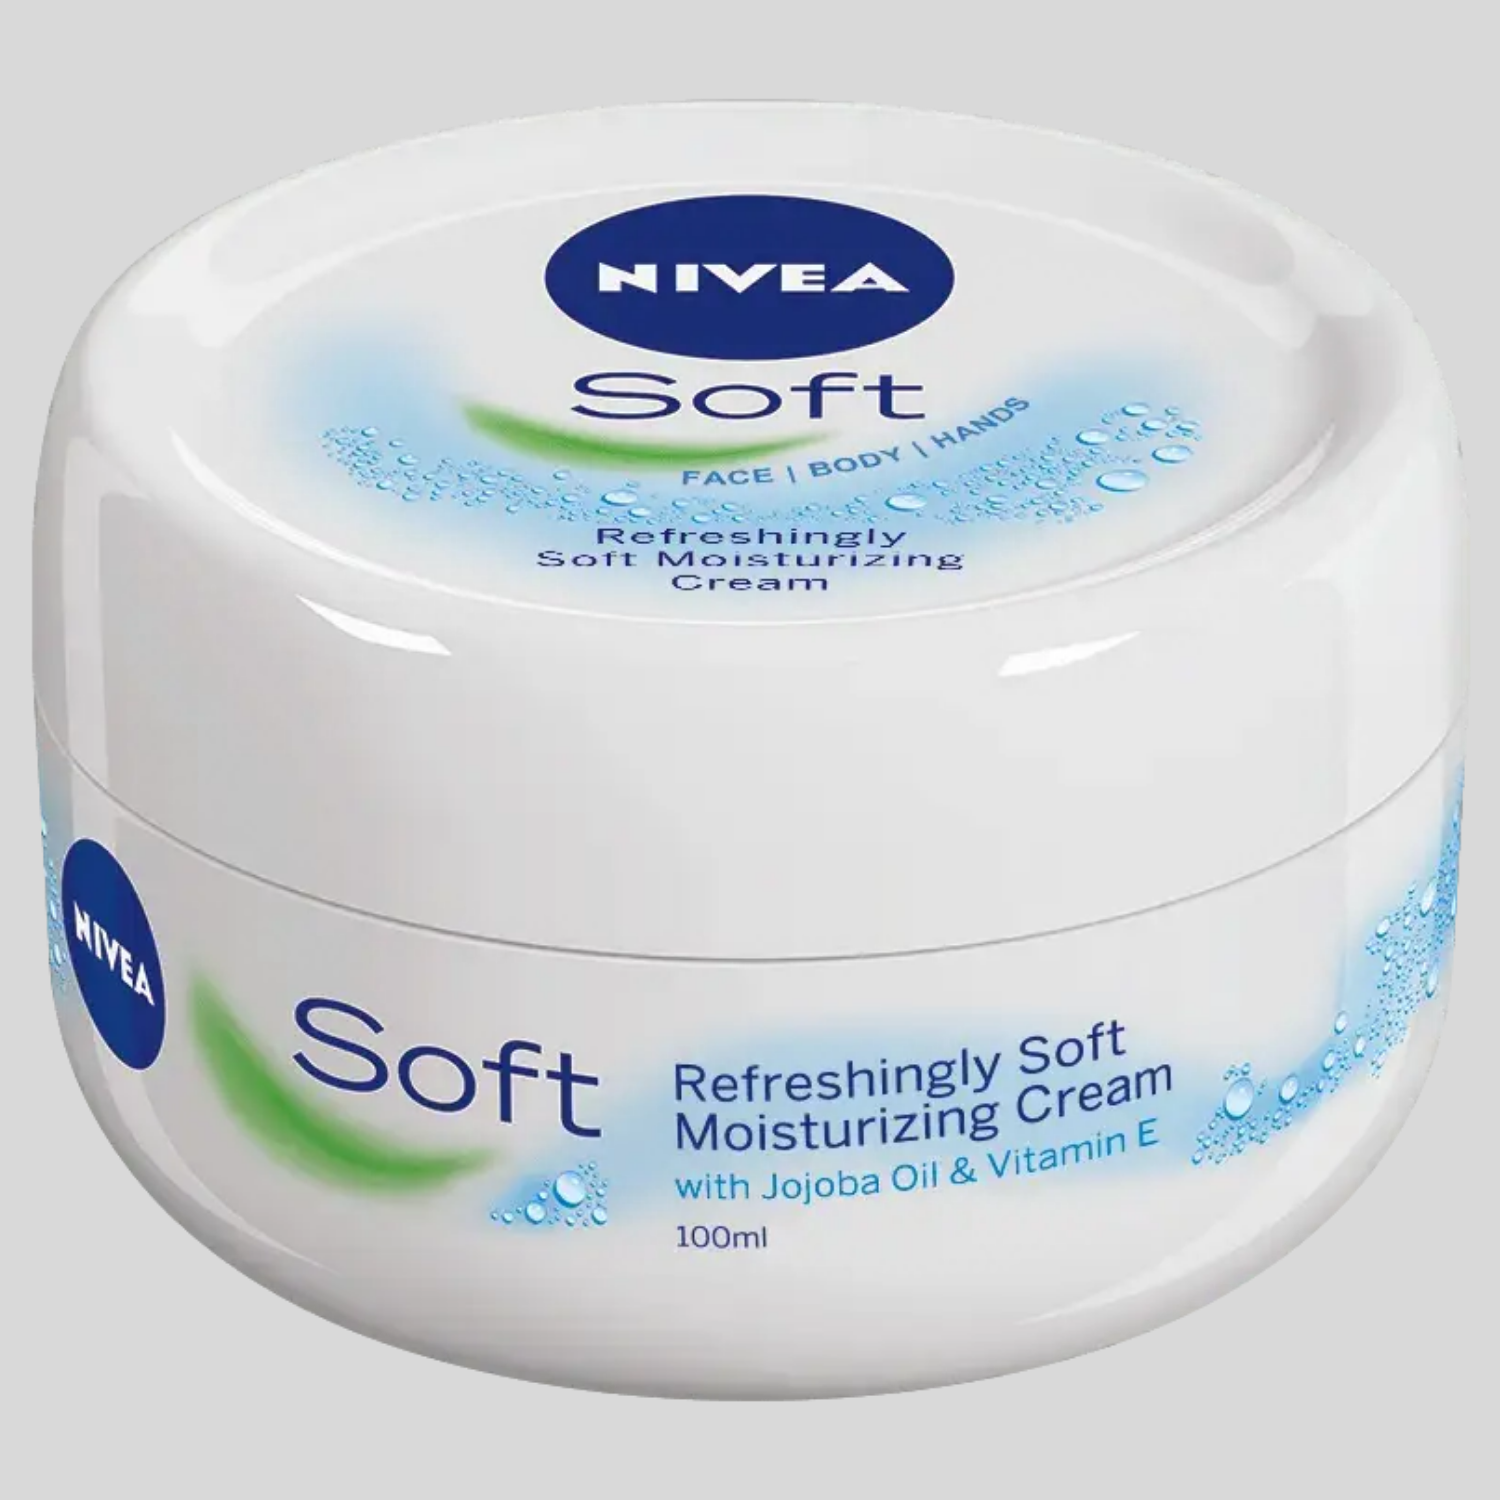 NIVEA
Soft
FACE | BODY | HANDS
Refreshingly
Soft Moisturizing
Cream
NIVEA
Soft
Refreshingly Soft
Moisturizing Cream
with Jojoba Oil & Vitamin E
100ml